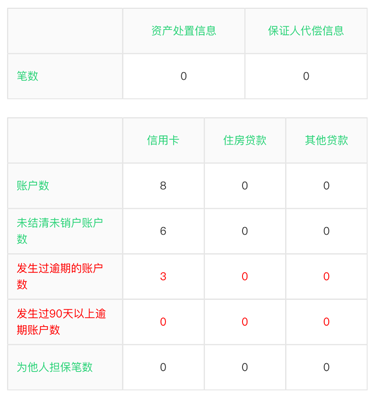 资产处置信息 保证人代偿信息
笔数 0 0
信用卡 住房贷款 其他贷款
账户数 8 0 0
未结清未销户账户
数 6 0 0
发生过逾期的账户
数 3 0 0
发生过90天以上逾
期账户数 0 0 0
为他人担保笔数 0 0 0